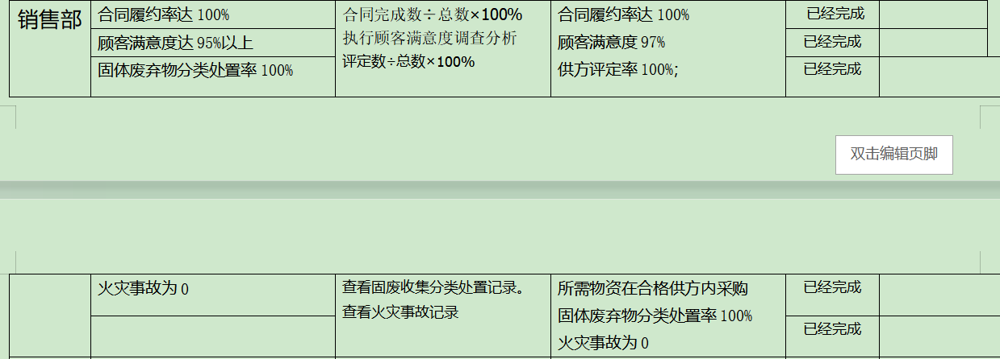 销售部
合同履约率达 100%
顾客满意度达 95%以上
固体废弃物分类处置率 100%
合同完成数÷总数×100%
执行顾客满意度调查分析
评定数÷总数×100%
合同履约率达 100%
顾客满意度 97%
供方评定率 100%;
已经完成
已经完成
已经完成
双击编辑页脚
火灾事故为 0
查看固废收集分类处置记录。
查看火灾事故记录
所需物资在合格供方内采购
固体废弃物分类处置率 100%
火灾事故为 0
已经完成
已经完成